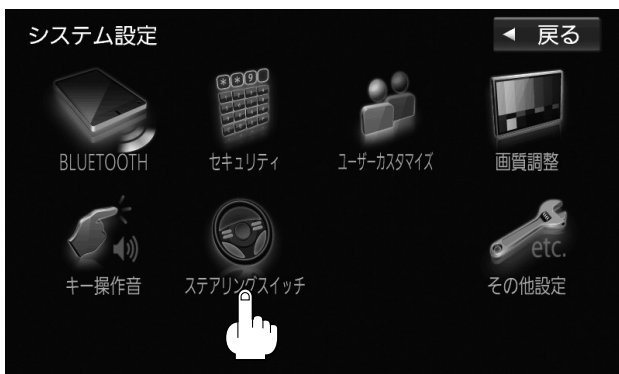 システム設定
◀ 戻る
BLUETOOTH
セキュリティ
ユーザーカスタマイズ
画質調整
キー操作音
ステアリングスイッチ
etc.
その他設定